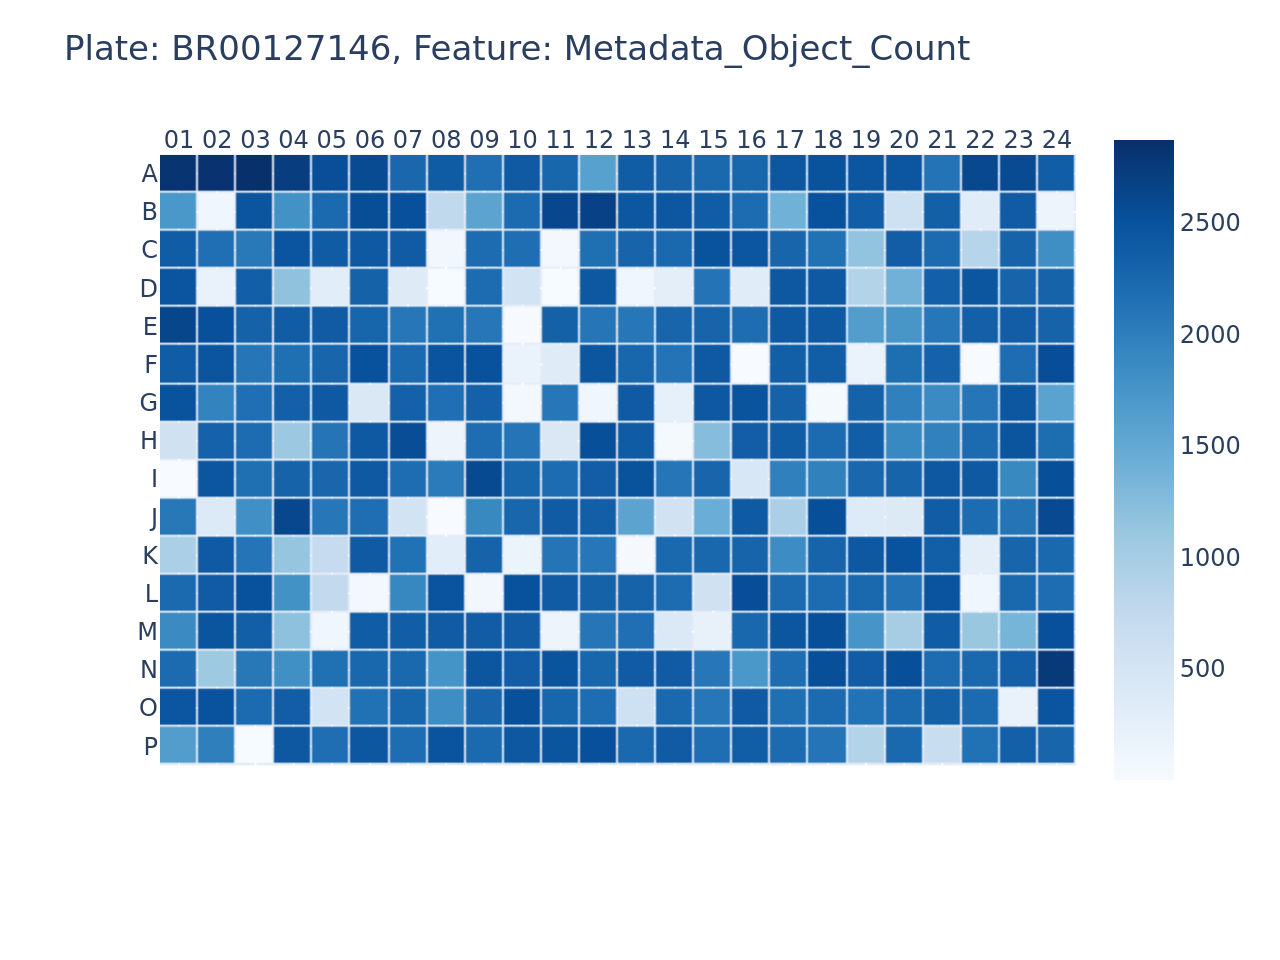 Plate: BR00127146, Feature: Metadata_Object_Count
01 02 03 04 05 06 07 08 09 10 11 12 13 14 15 16 17 18 19 20 21 22 23 24
A
B
C
D
E
F
G
H
I
J
K
L
M
N
O
P
2500
2000
1500
1000
500